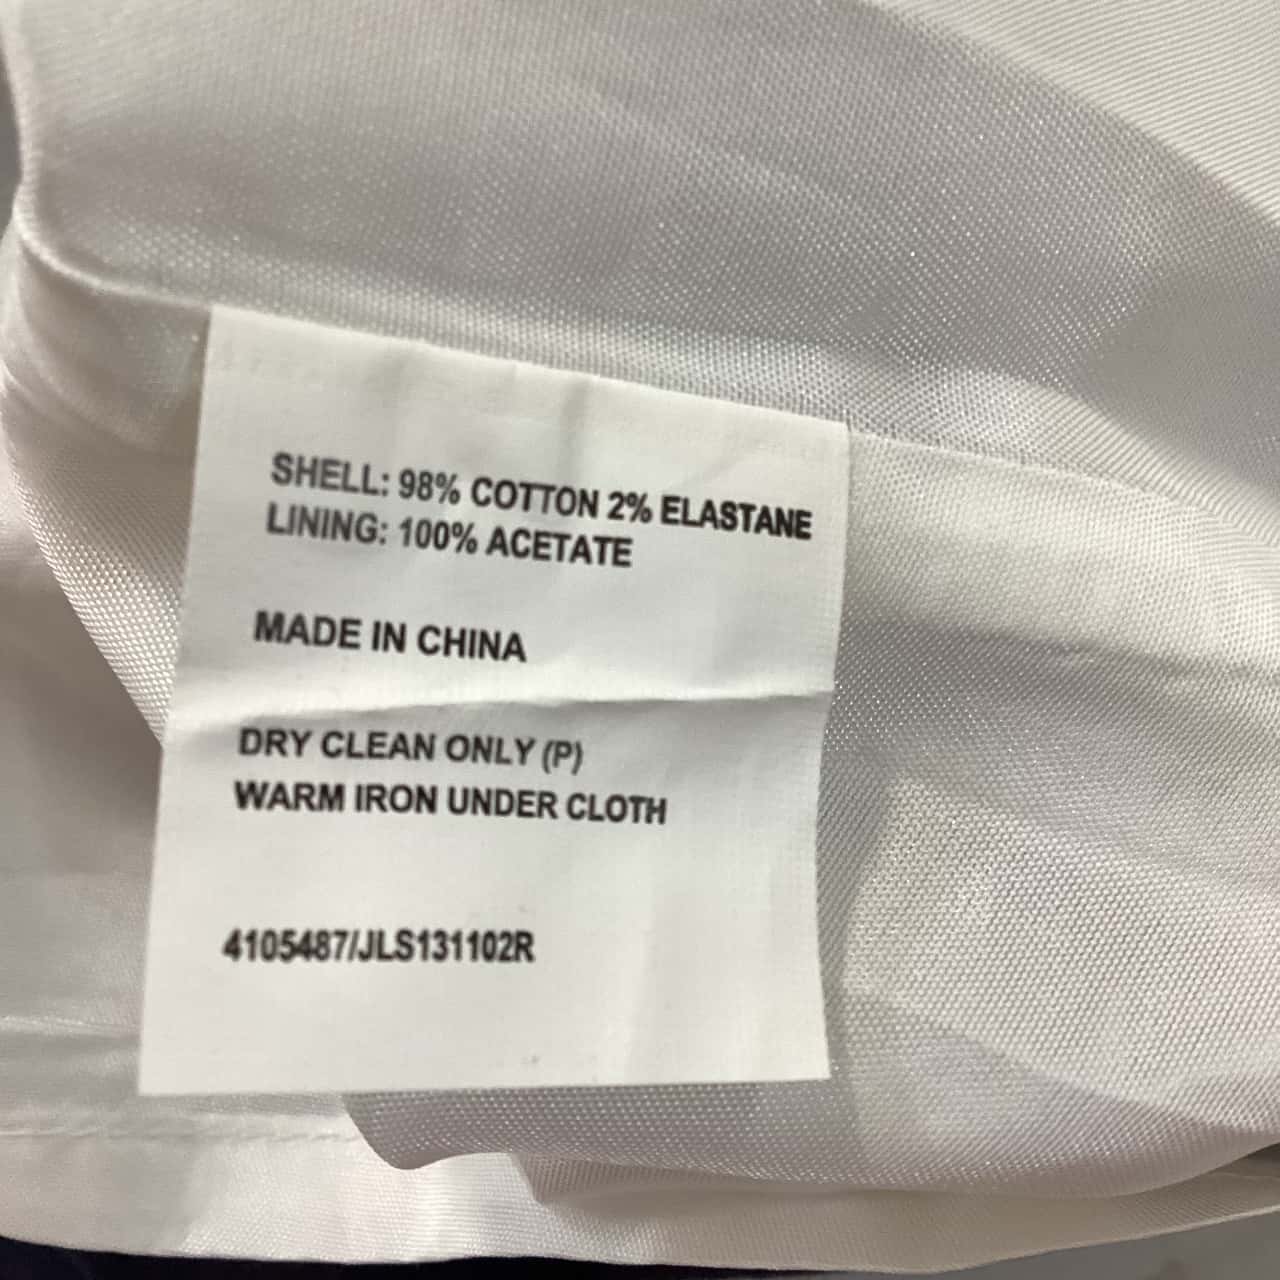 SHELL: 98% COTTON 2% ELASTANE
LINING: 100% ACETATE
MADE IN CHINA
DRY CLEAN ONLY (P)
WARM IRON UNDER CLOTH
4105487/JLS131102R